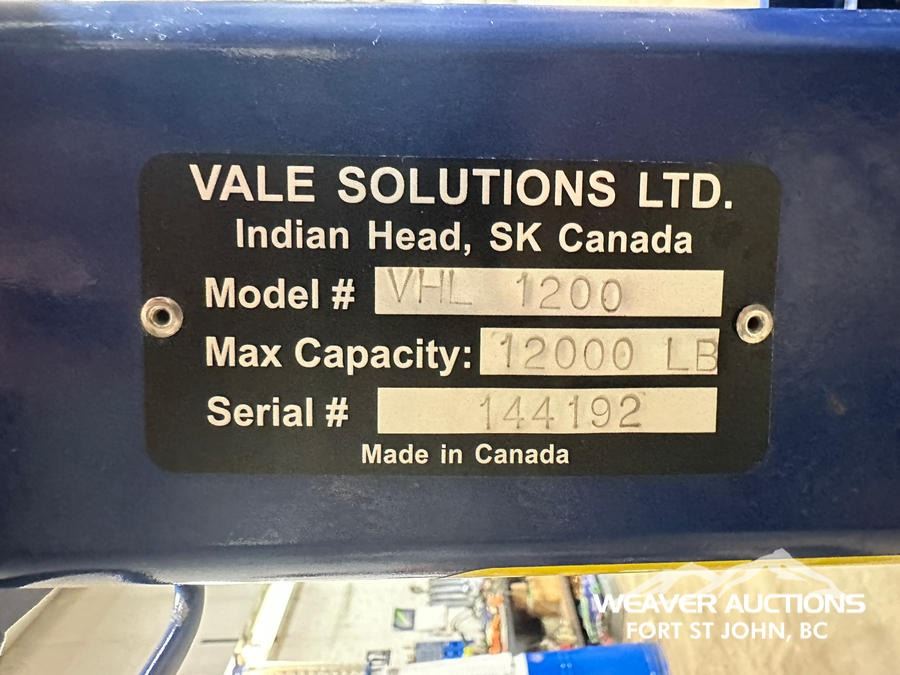 VALE SOLUTIONS LTD.
Indian Head, SK Canada
Model # VHL 1200
Max Capacity: 12000 LB
Serial # 144192
Made in Canada
WEAVER AUCTIONS
FORT ST JOHN, BC